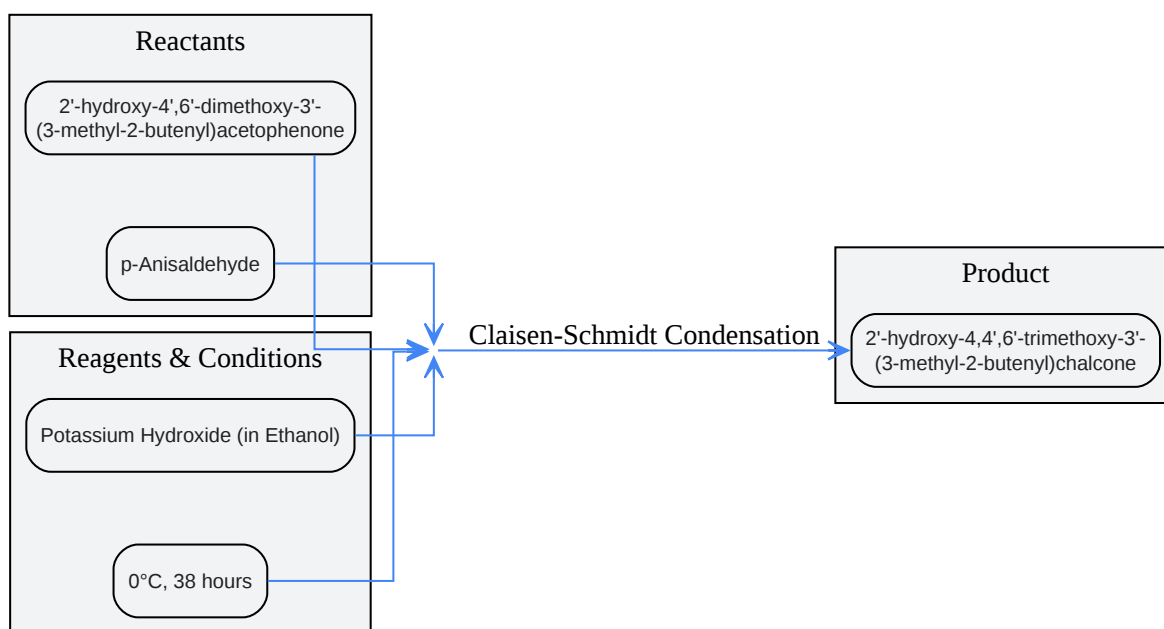 Reactants
2'-hydroxy-4',6'-dimethoxy-3'-
(3-methyl-2-butenyl)acetophenone
p-Anisaldehyde
Reagents & Conditions
Potassium Hydroxide (in Ethanol)
0°C, 38 hours
Claisen-Schmidt Condensation
Product
2'-hydroxy-4,4',6'-trimethoxy-3'-
(3-methyl-2-butenyl)chalcone